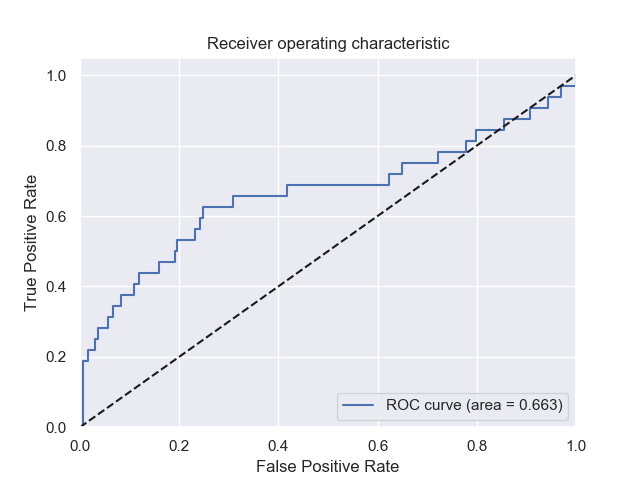 Receiver operating characteristic
True Positive Rate
1.0
0.8
0.6
0.4
0.2
0.0
ROC curve (area = 0.663)
0.0 0.2 0.4 0.6 0.8 1.0
False Positive Rate